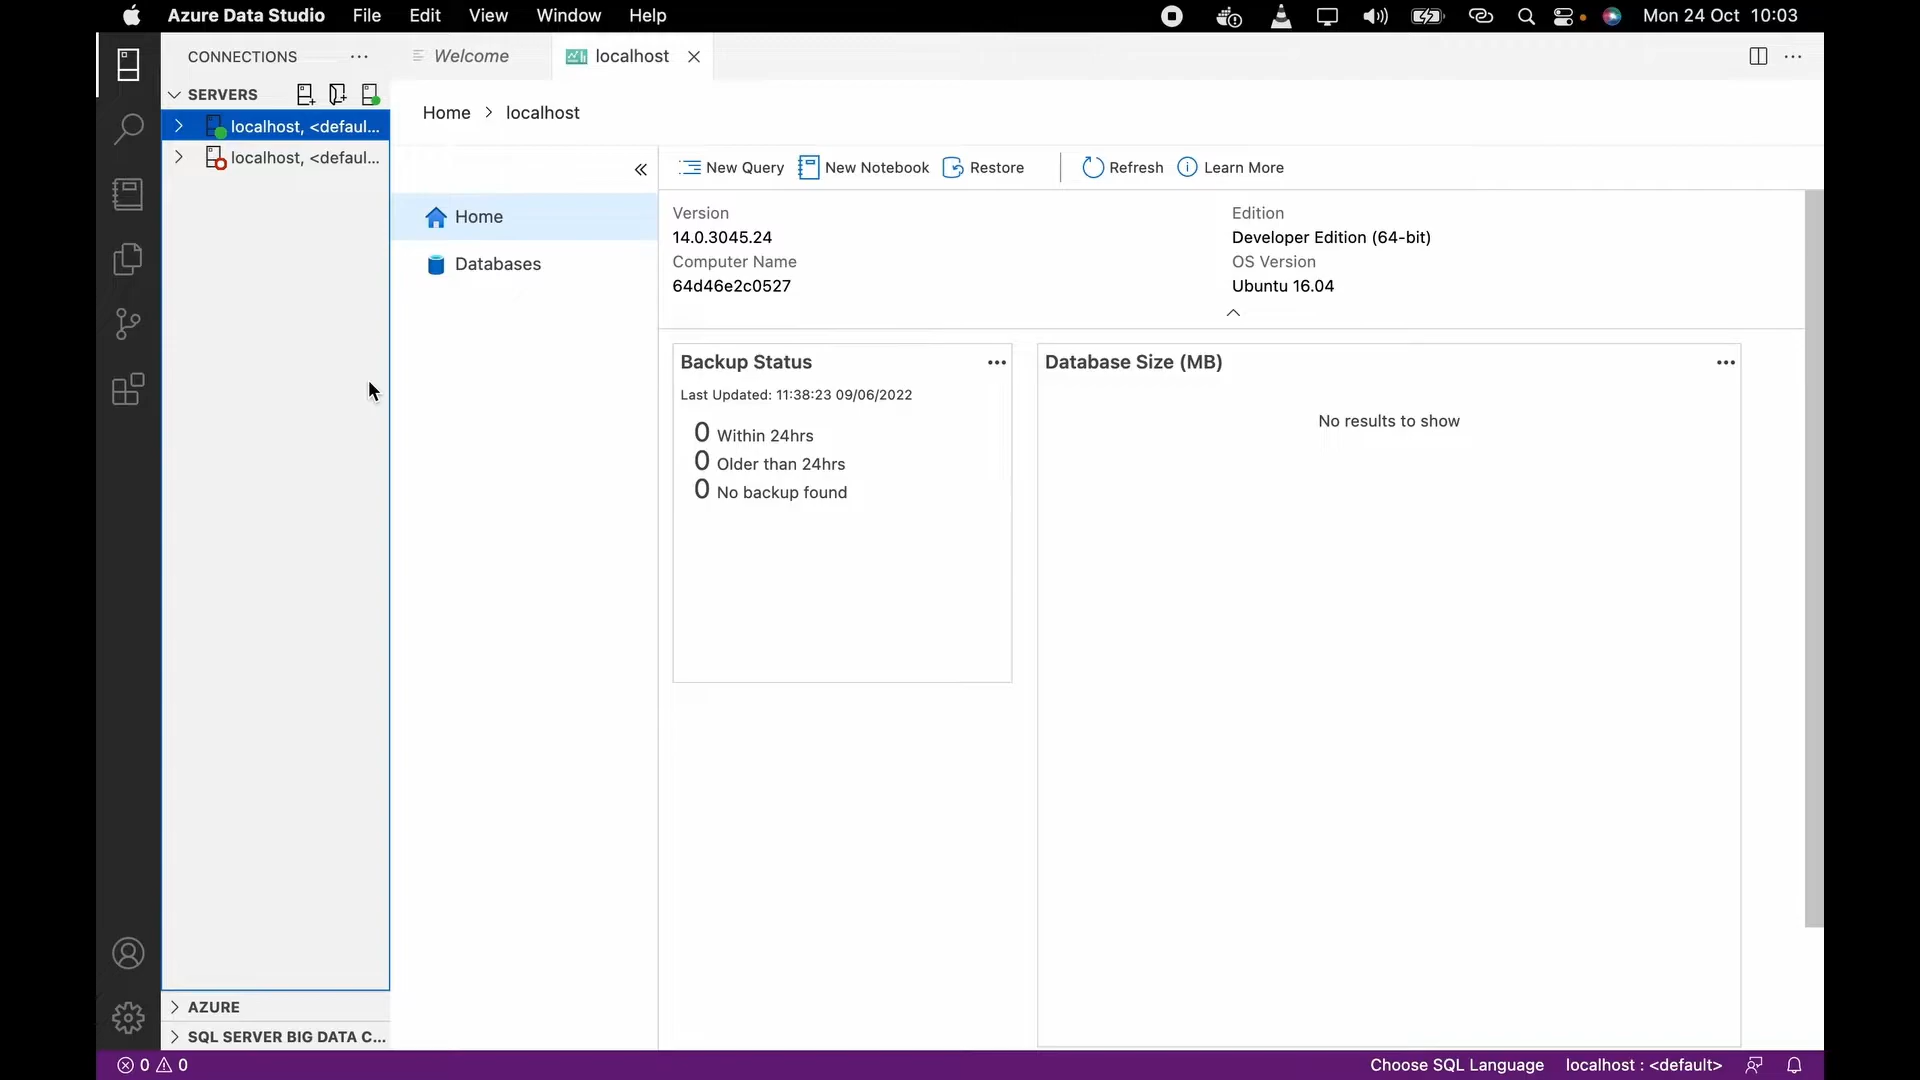 Azure Data Studio File Edit View Window Help Mon 24 Oct 10:03
CONNECTIONS ··· Welcome localhost
SERVERS
localhost, <defaul...
localhost, <defaul...
Home > localhost
New Query New Notebook Restore Refresh Learn More
Home
Databases
Version
14.0.3045.24
Computer Name
64d46e2c0527
Edition
Developer Edition (64-bit)
OS Version
Ubuntu 16.04
Backup Status
Last Updated: 11:38:23 09/06/2022
0 Within 24hrs
0 Older than 24hrs
0 No backup found
Database Size (MB)
No results to show
AZURE
SQL SERVER BIG DATA C...
0 0 Choose SQL Language localhost : <default>